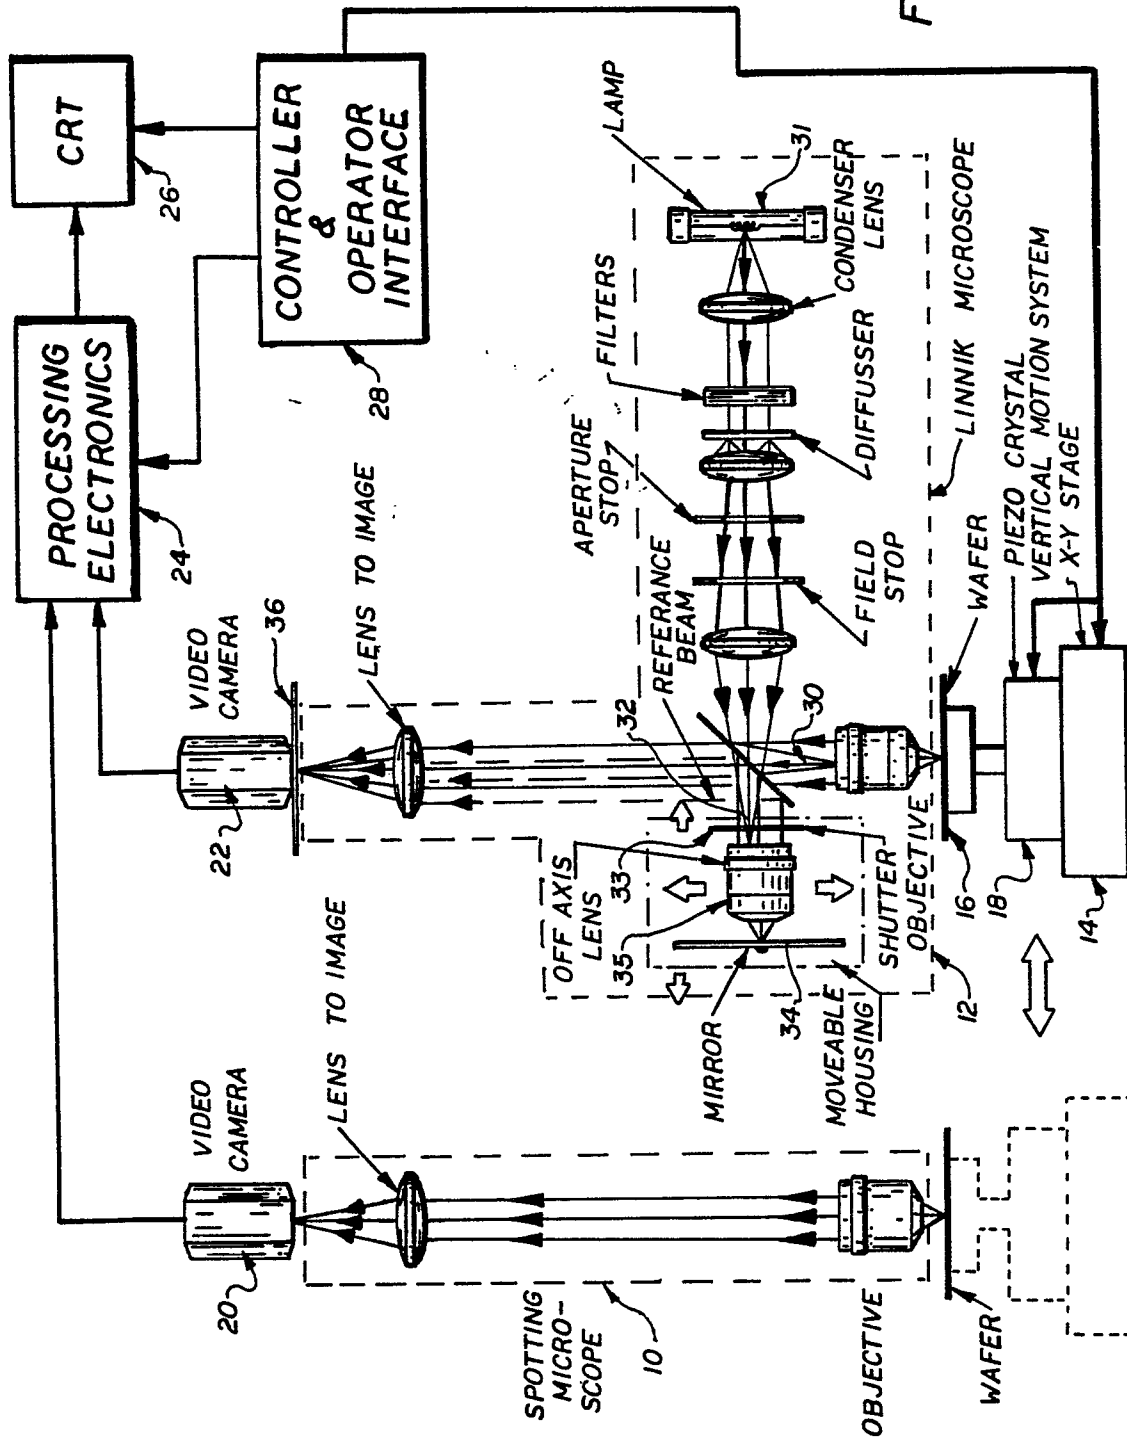 F
CRT
26
PROCESSING
ELECTRONICS
24
CONTROLLER
&
OPERATOR
INTERFACE
28
VIDEO
CAMERA
20
VIDEO
CAMERA
22
36
LENS TO IMAGE
LENS TO IMAGE
SPOTTING
MICRO-
SCOPE
10
OBJECTIVE
WAFER
APERTURE
STOP
FILTERS
LAMP
31
CONDENSER
LENS
DIFFUSSER
FIELD
STOP
REFERANCE
BEAM
32
30
OFF AXIS
LENS
33
35
MIRROR
34
MOVEABLE
HOUSING
SHUTTER
OBJECTIVE
12
LINNIK MICROSCOPE
WAFER
16
PIEZO CRYSTAL
VERTICAL MOTION SYSTEM
18
X-Y STAGE
14